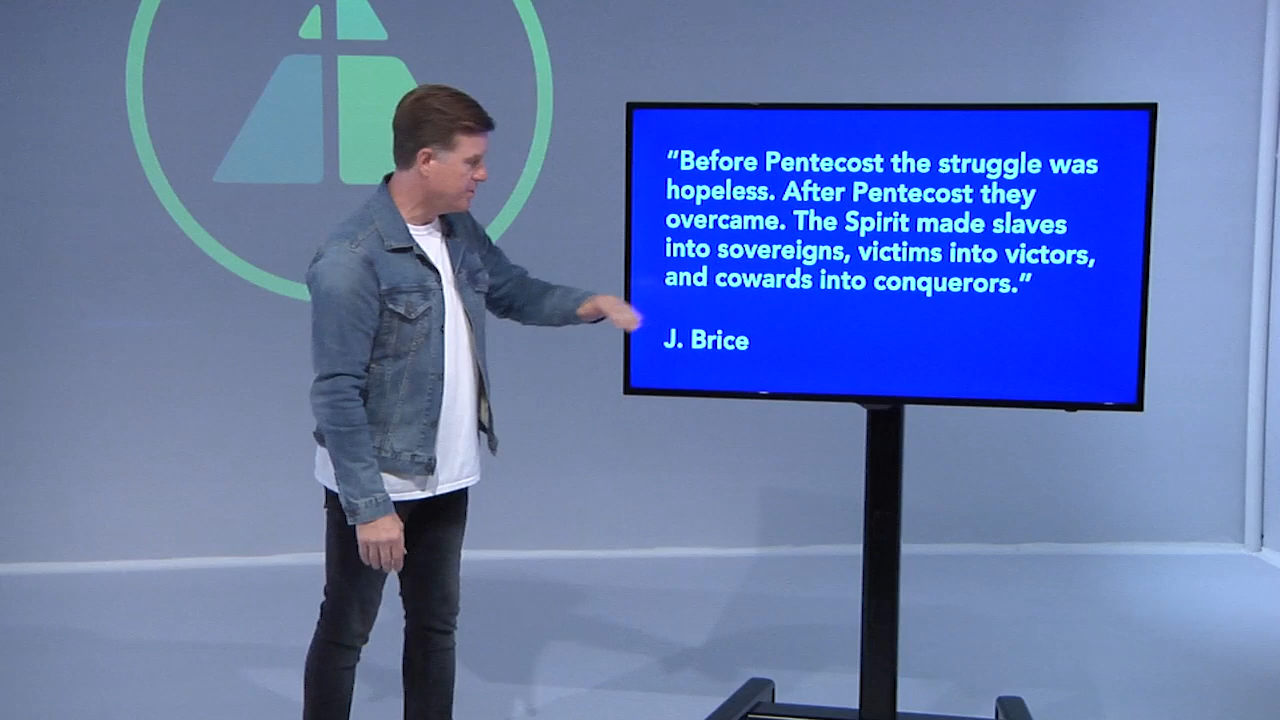 “Before Pentecost the struggle was
hopeless. After Pentecost they
overcame. The Spirit made slaves
into sovereigns, victims into victors,
and cowards into conquerors.”
J. Brice